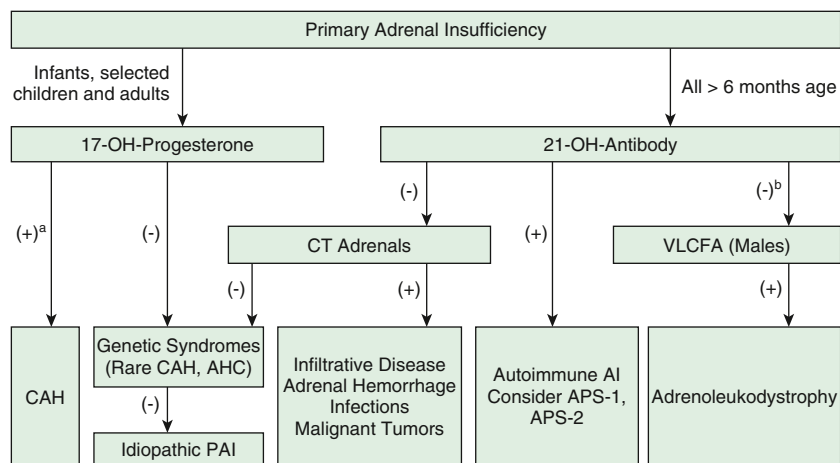 Primary Adrenal Insufficiency
Infants, selected
children and adults
All > 6 months age
17-OH-Progesterone
21-OH-Antibody
(+)ᵃ
(-)
(-)
(+)
(-)ᵇ
CT Adrenals
VLCFA (Males)
(-)
(+)
(+)
CAH
Genetic Syndromes
(Rare CAH, AHC)
(-)
Idiopathic PAI
Infiltrative Disease
Adrenal Hemorrhage
Infections
Malignant Tumors
Autoimmune AI
Consider APS-1,
APS-2
Adrenoleukodystrophy